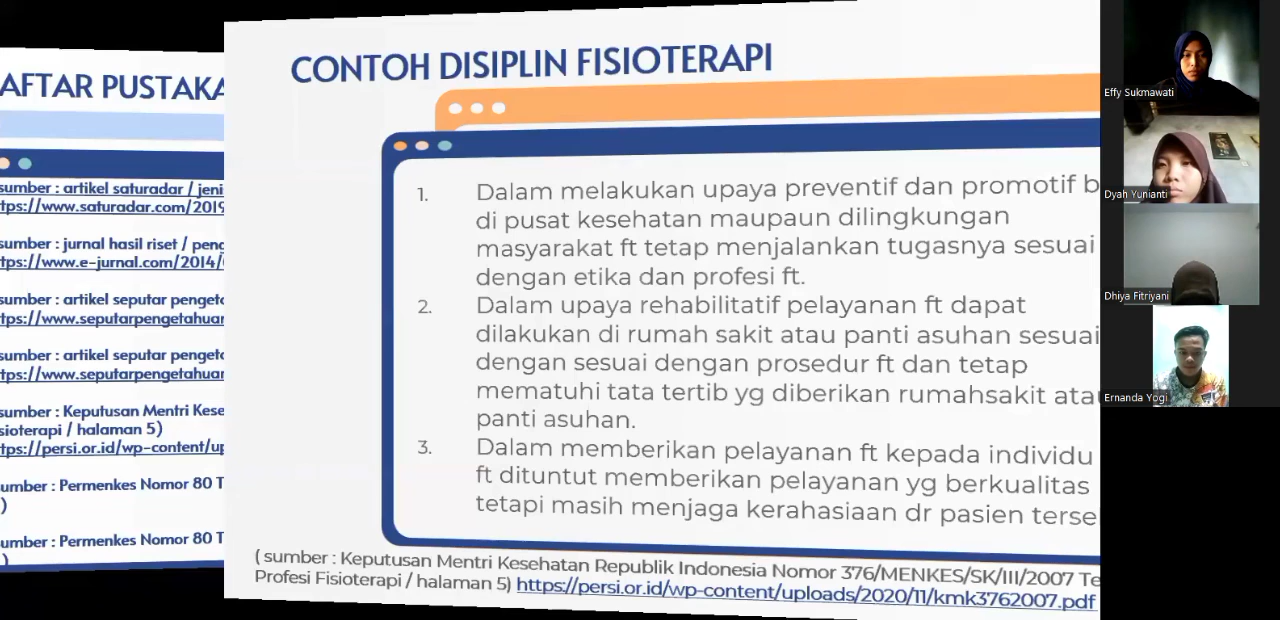 AFTAR PUSTAKA
sumber : artikel saturadar / jeni
tps://www.saturadar.com/2019
sumber : jurnal hasil riset / peng
tps://www.e-jurnal.com/2014/
sumber : artikel seputar pengeta
tps://www.seputarpengetahuar
sumber : artikel seputar pengeta
tps://www.seputarpengetahuar
sumber : Keputusan Mentri Kese
sioterapi / halaman 5)
tps://persi.or.id/wp-content/up
umber : Permenkes Nomor 80 T
)
umber : Permenkes Nomor 80 T
)
CONTOH DISIPLIN FISIOTERAPI
1. Dalam melakukan upaya preventif dan promotif b
di pusat kesehatan maupaun dilingkungan
masyarakat ft tetap menjalankan tugasnya sesuai
dengan etika dan profesi ft.
2. Dalam upaya rehabilitatif pelayanan ft dapat
dilakukan di rumah sakit atau panti asuhan sesuai
dengan sesuai dengan prosedur ft dan tetap
mematuhi tata tertib yg diberikan rumahsakit atau
panti asuhan.
3. Dalam memberikan pelayanan ft kepada individu
ft dituntut memberikan pelayanan yg berkualitas
tetapi masih menjaga kerahasiaan dr pasien terse
( sumber : Keputusan Mentri Kesehatan Republik Indonesia Nomor 376/MENKES/SK/III/2007 Te
Profesi Fisioterapi / halaman 5) https://persi.or.id/wp-content/uploads/2020/11/kmk3762007.pdf
Effy Sukmawati
Dyah Yunianti
Dhiya Fitriyani
Ernanda Yogi